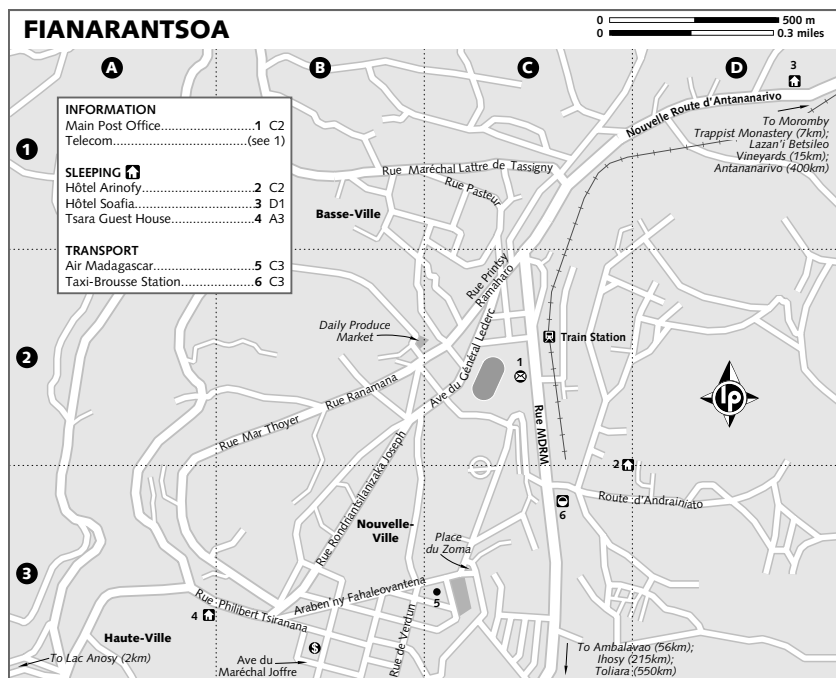 FIANARANTSOA
0 500 m
0 0.3 miles
A B C D
1
2
3
INFORMATION
Main Post Office.....................1 C2
Telecom.............................(see 1)
SLEEPING
Hôtel Arinofy.........................2 C2
Hôtel Soafia..........................3 D1
Tsara Guest House..................4 A3
TRANSPORT
Air Madagascar.......................5 C3
Taxi-Brousse Station................6 C3
3
Nouvelle Route d'Antananarivo
To Moromby
Trappist Monastery (7km);
Lazan'i Betsileo
Vineyards (15km);
Antananarivo (400km)
Rue Maréchal Lattre de Tassigny
Rue Pasteur
Basse-Ville
Rue Printsy
Ramaharo
Daily Produce
Market
Ave du Général Leclerc
Train Station
1
lp
Rue Ranamana
Rue Mar Thoyer
Rue MDRM
Rue Rondriantsilanizaka Joseph
2
Route d'Andrainjato
6
Nouvelle-
Ville
Place
du Zoma
Araben'ny Fahaleovantena
5
Rue Philibert Tsiranana
4
Rue de Verdun
Haute-Ville
$
To Lac Anosy (2km)
Ave du
Maréchal Joffre
To Ambalavao (56km);
Ihosy (215km);
Toliara (550km)